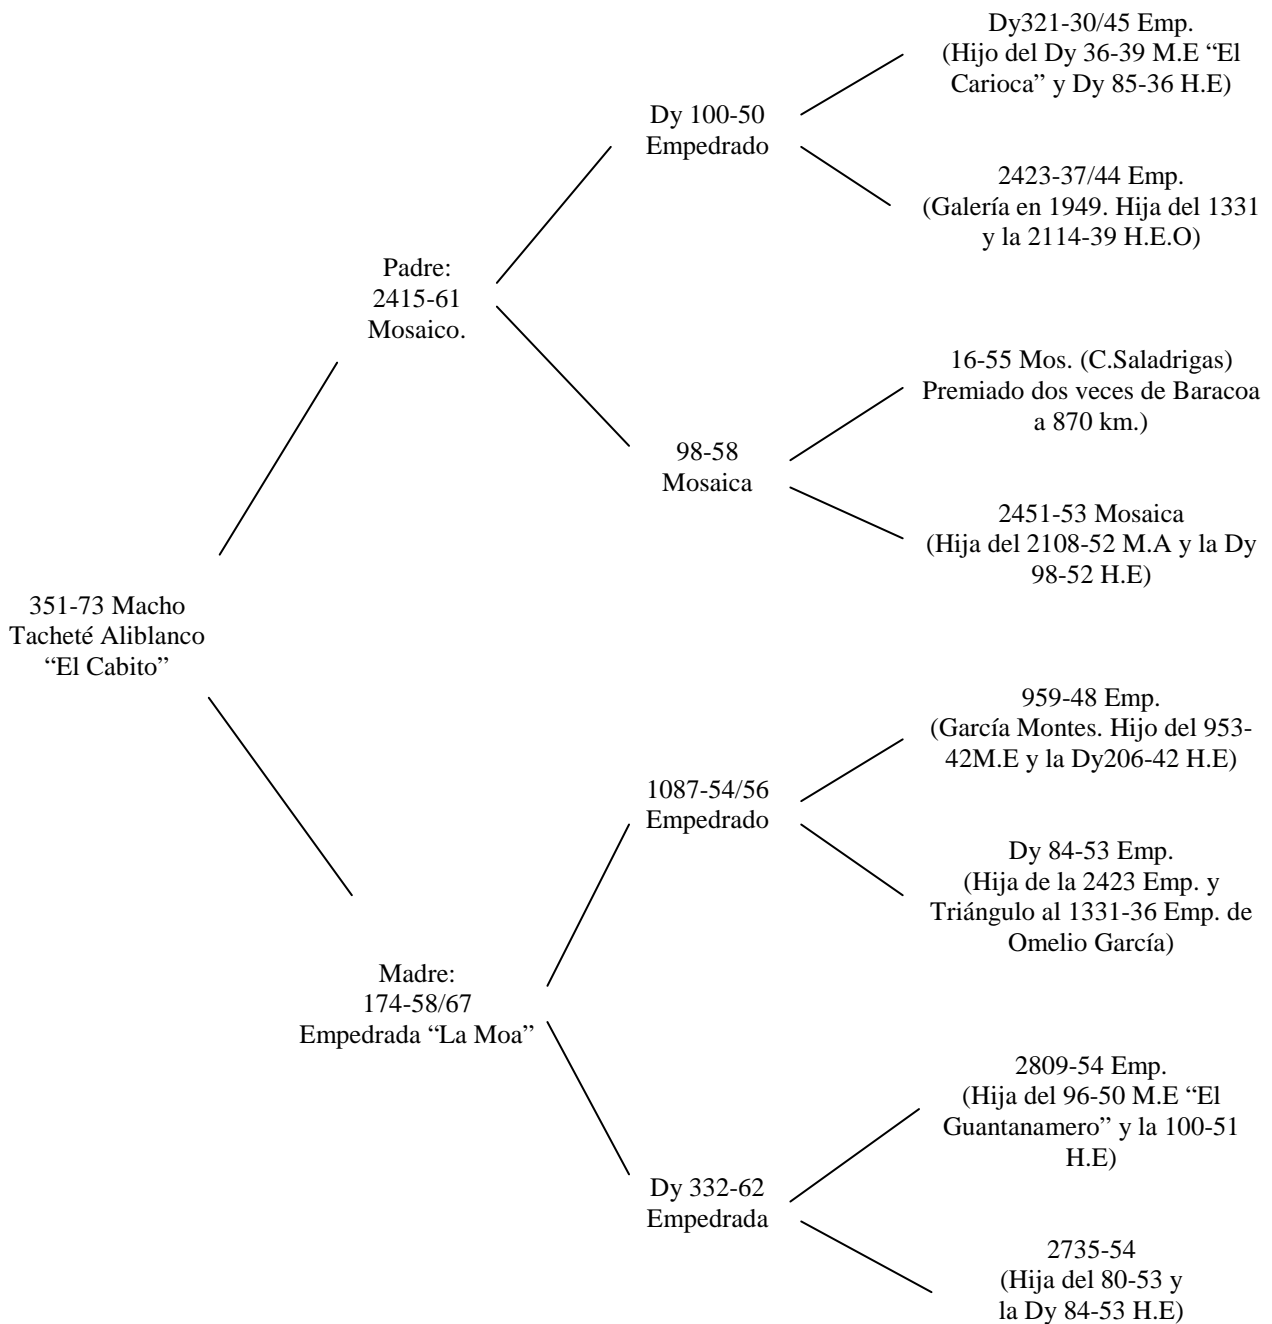 Dy321-30/45 Emp.
(Hijo del Dy 36-39 M.E “El
Carioca” y Dy 85-36 H.E)
Dy 100-50
Empedrado
2423-37/44 Emp.
(Galería en 1949. Hija del 1331
y la 2114-39 H.E.O)
Padre:
2415-61
Mosaico.
16-55 Mos. (C.Saladrigas)
Premiado dos veces de Baracoa
a 870 km.)
98-58
Mosaica
2451-53 Mosaica
(Hija del 2108-52 M.A y la Dy
98-52 H.E)
351-73 Macho
Tacheté Aliblanco
“El Cabito”
959-48 Emp.
(García Montes. Hijo del 953-
42M.E y la Dy206-42 H.E)
1087-54/56
Empedrado
Dy 84-53 Emp.
(Hija de la 2423 Emp. y
Triángulo al 1331-36 Emp. de
Omelio García)
Madre:
174-58/67
Empedrada “La Moa”
2809-54 Emp.
(Hija del 96-50 M.E “El
Guantanamero” y la 100-51
H.E)
Dy 332-62
Empedrada
2735-54
(Hija del 80-53 y
la Dy 84-53 H.E)